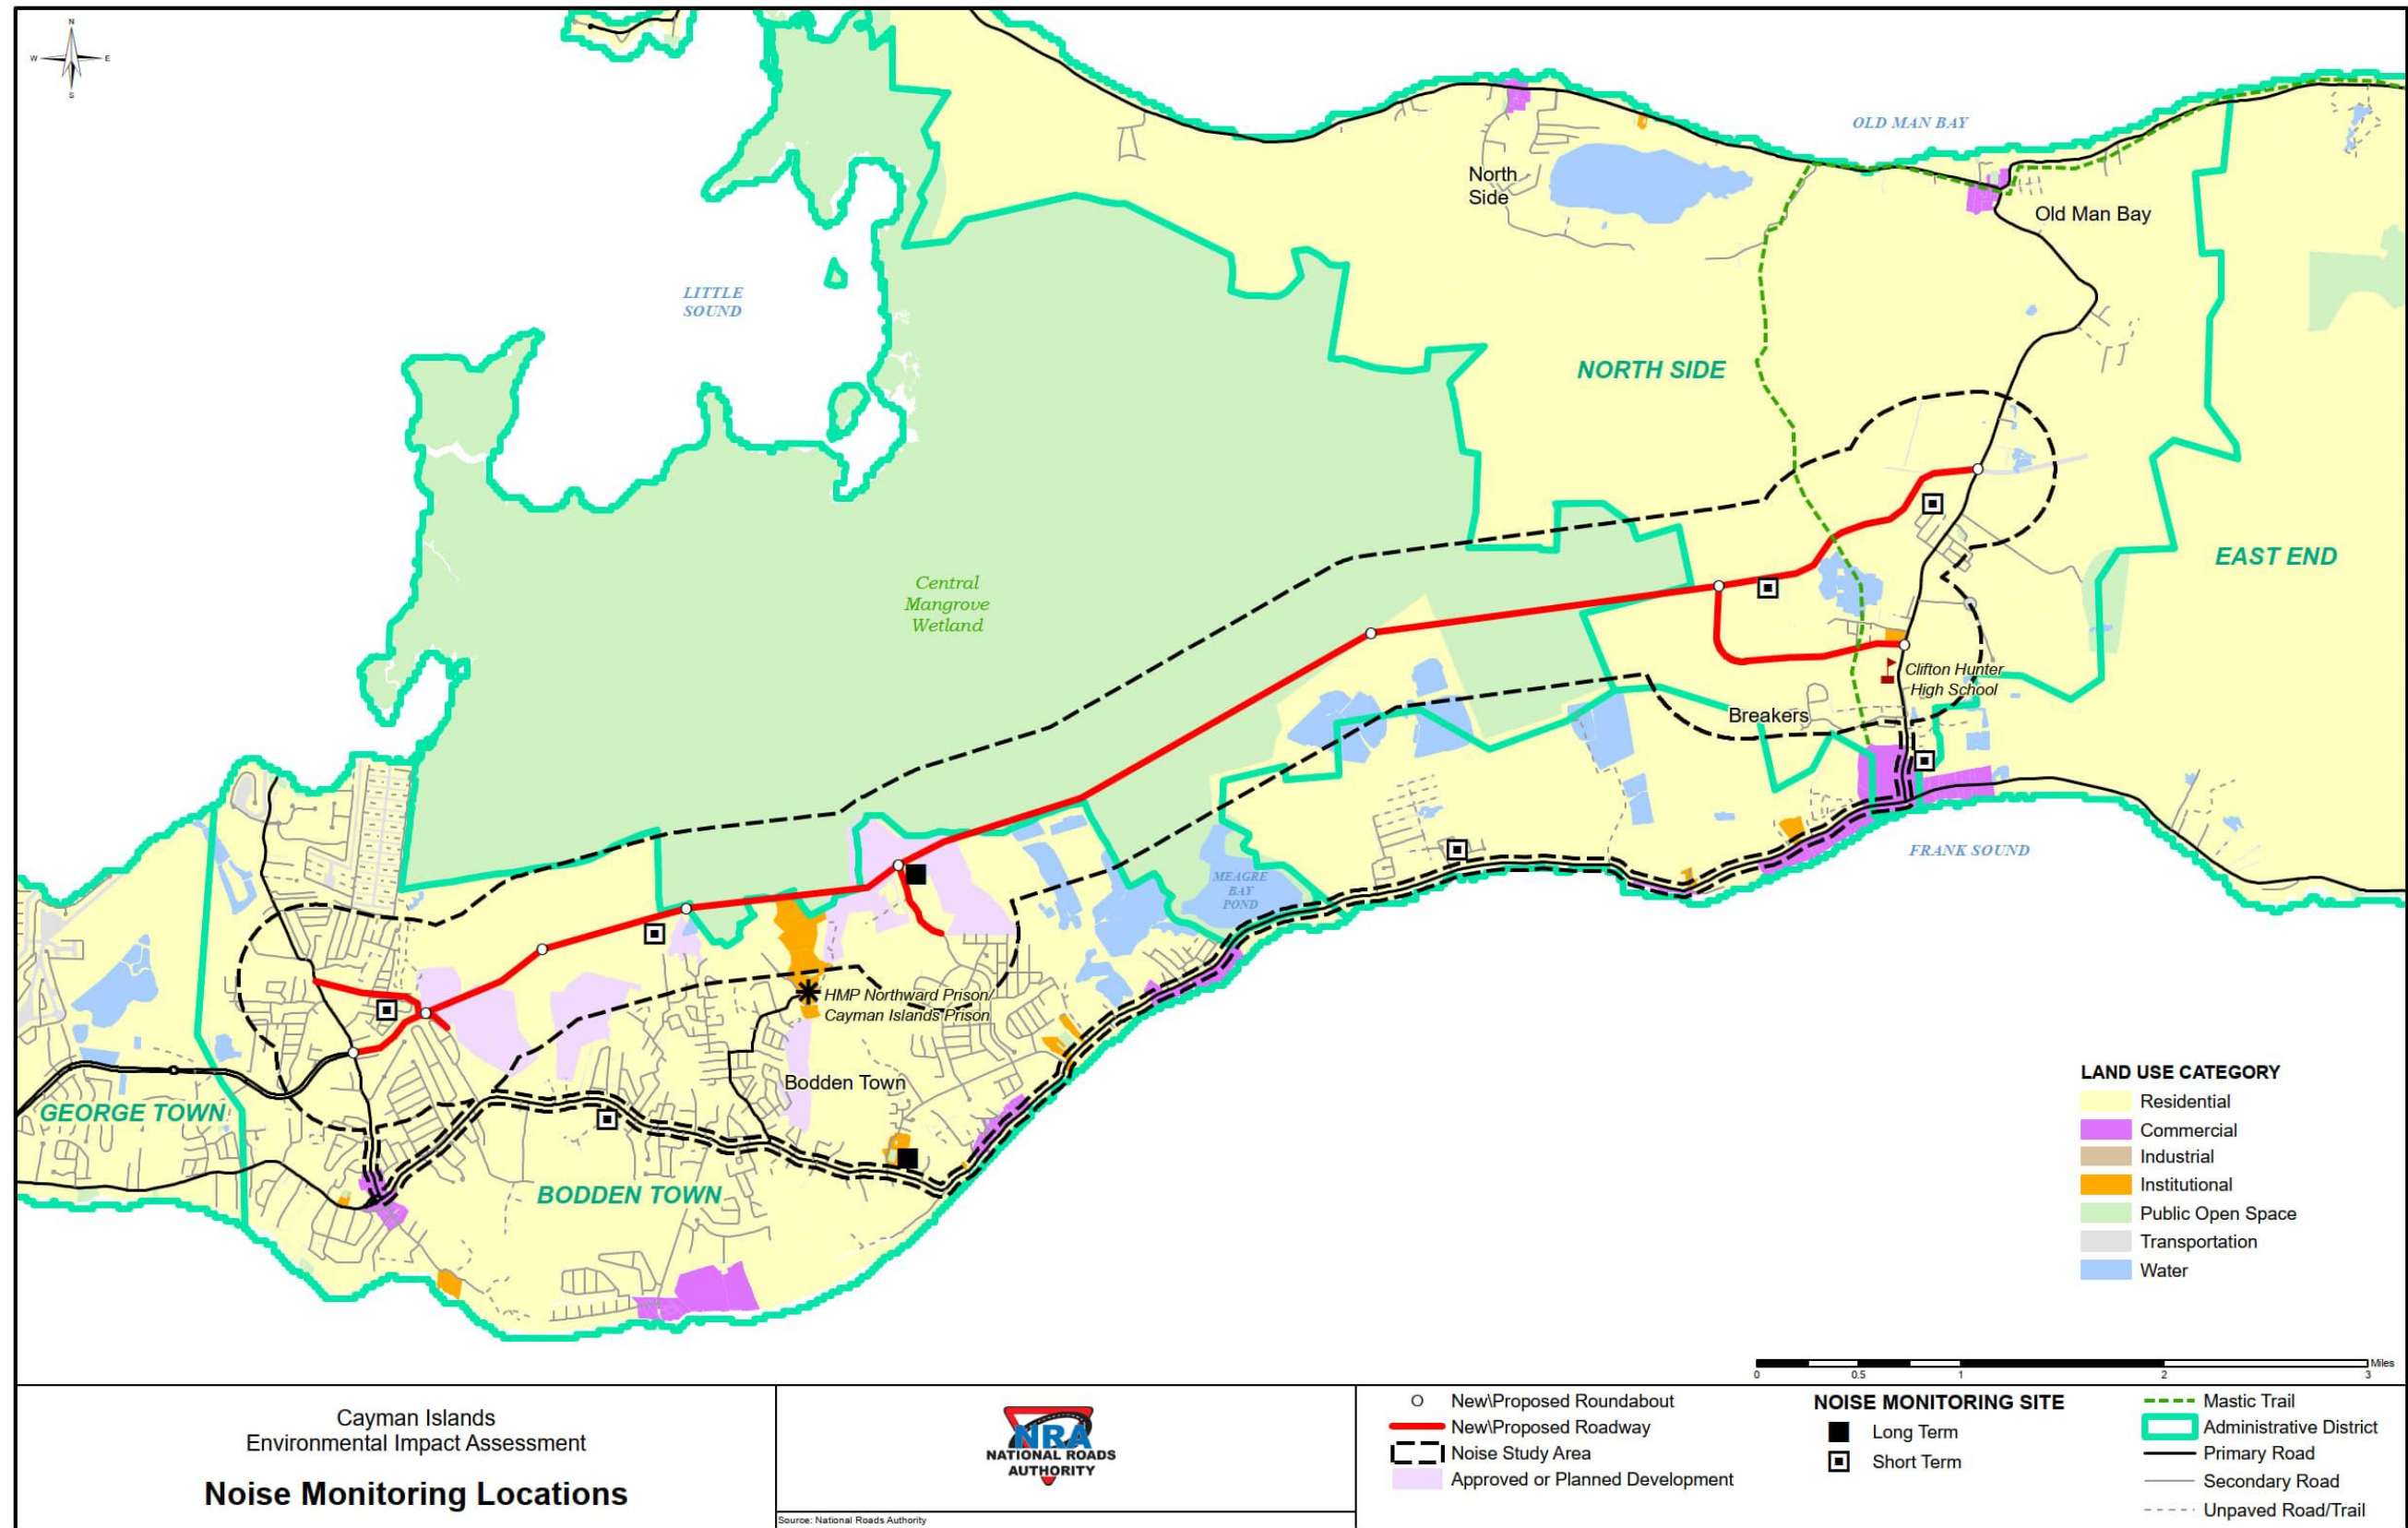 N
W
E
S
OLD MAN BAY
North
Side
Old Man Bay
LITTLE
SOUND
NORTH SIDE
EAST END
Central
Mangrove
Wetland
Clifton Hunter
High School
Breakers
FRANK SOUND
MEAGRE
BAY
POND
HMP Northward Prison/
Cayman Islands Prison
Bodden Town
GEORGE TOWN
BODDEN TOWN
LAND USE CATEGORY
Residential
Commercial
Industrial
Institutional
Public Open Space
Transportation
Water
Miles
0 0.5 1 2 3
Cayman Islands
Environmental Impact Assessment
Noise Monitoring Locations
NRA
NATIONAL ROADS
AUTHORITY
Source: National Roads Authority
New\Proposed Roundabout
New\Proposed Roadway
Noise Study Area
Approved or Planned Development
NOISE MONITORING SITE
Long Term
Short Term
Mastic Trail
Administrative District
Primary Road
Secondary Road
Unpaved Road/Trail